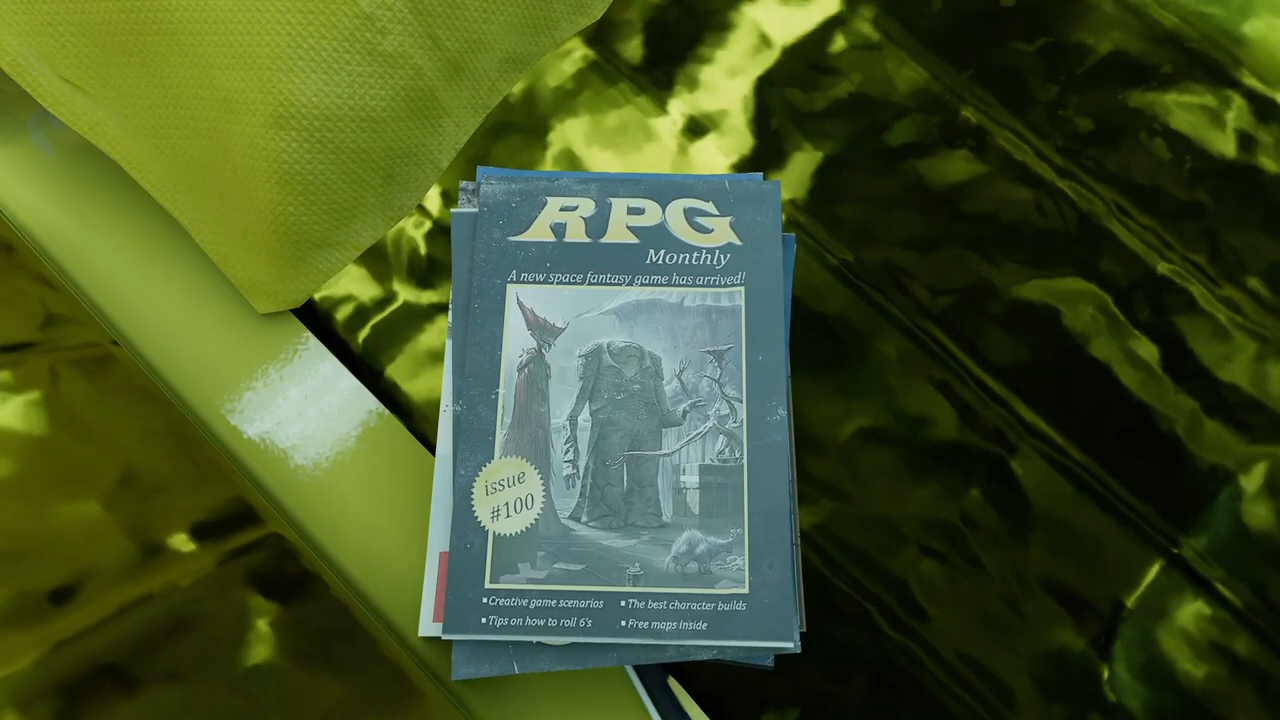 RPG
Monthly
A new space fantasy game has arrived!
issue
#100
▪Creative game scenarios
▪The best character builds
▪Tips on how to roll 6's
▪Free maps inside